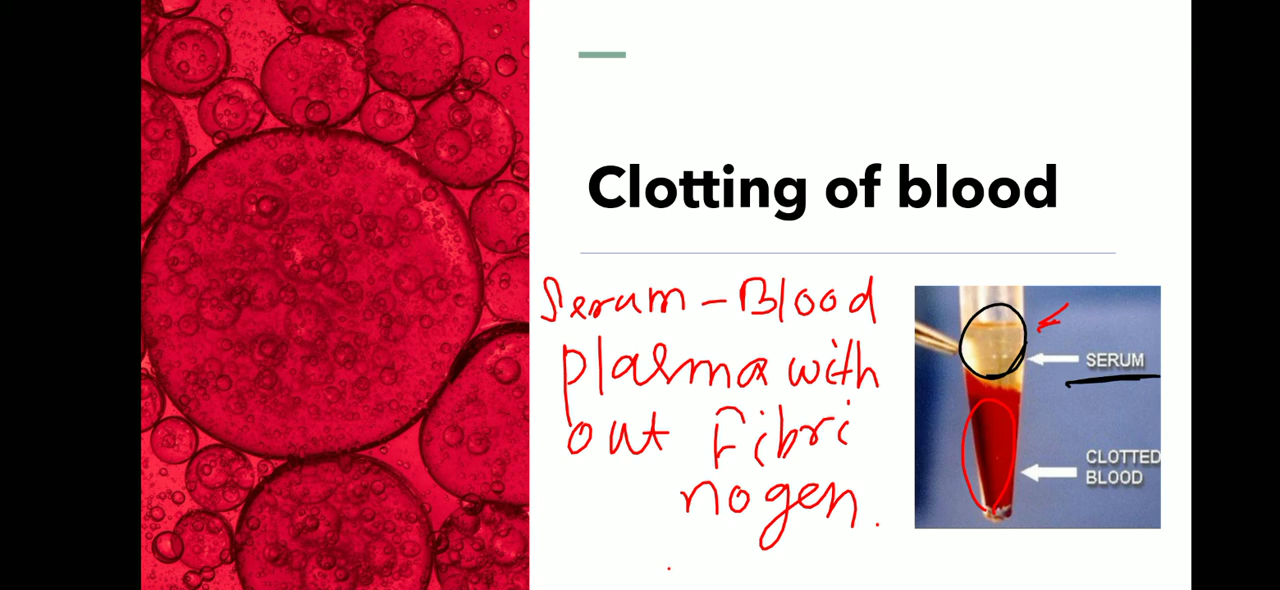 Clotting of blood
Serum - Blood
plasma with
out Fibri
nogen.
SERUM
CLOTTED
BLOOD